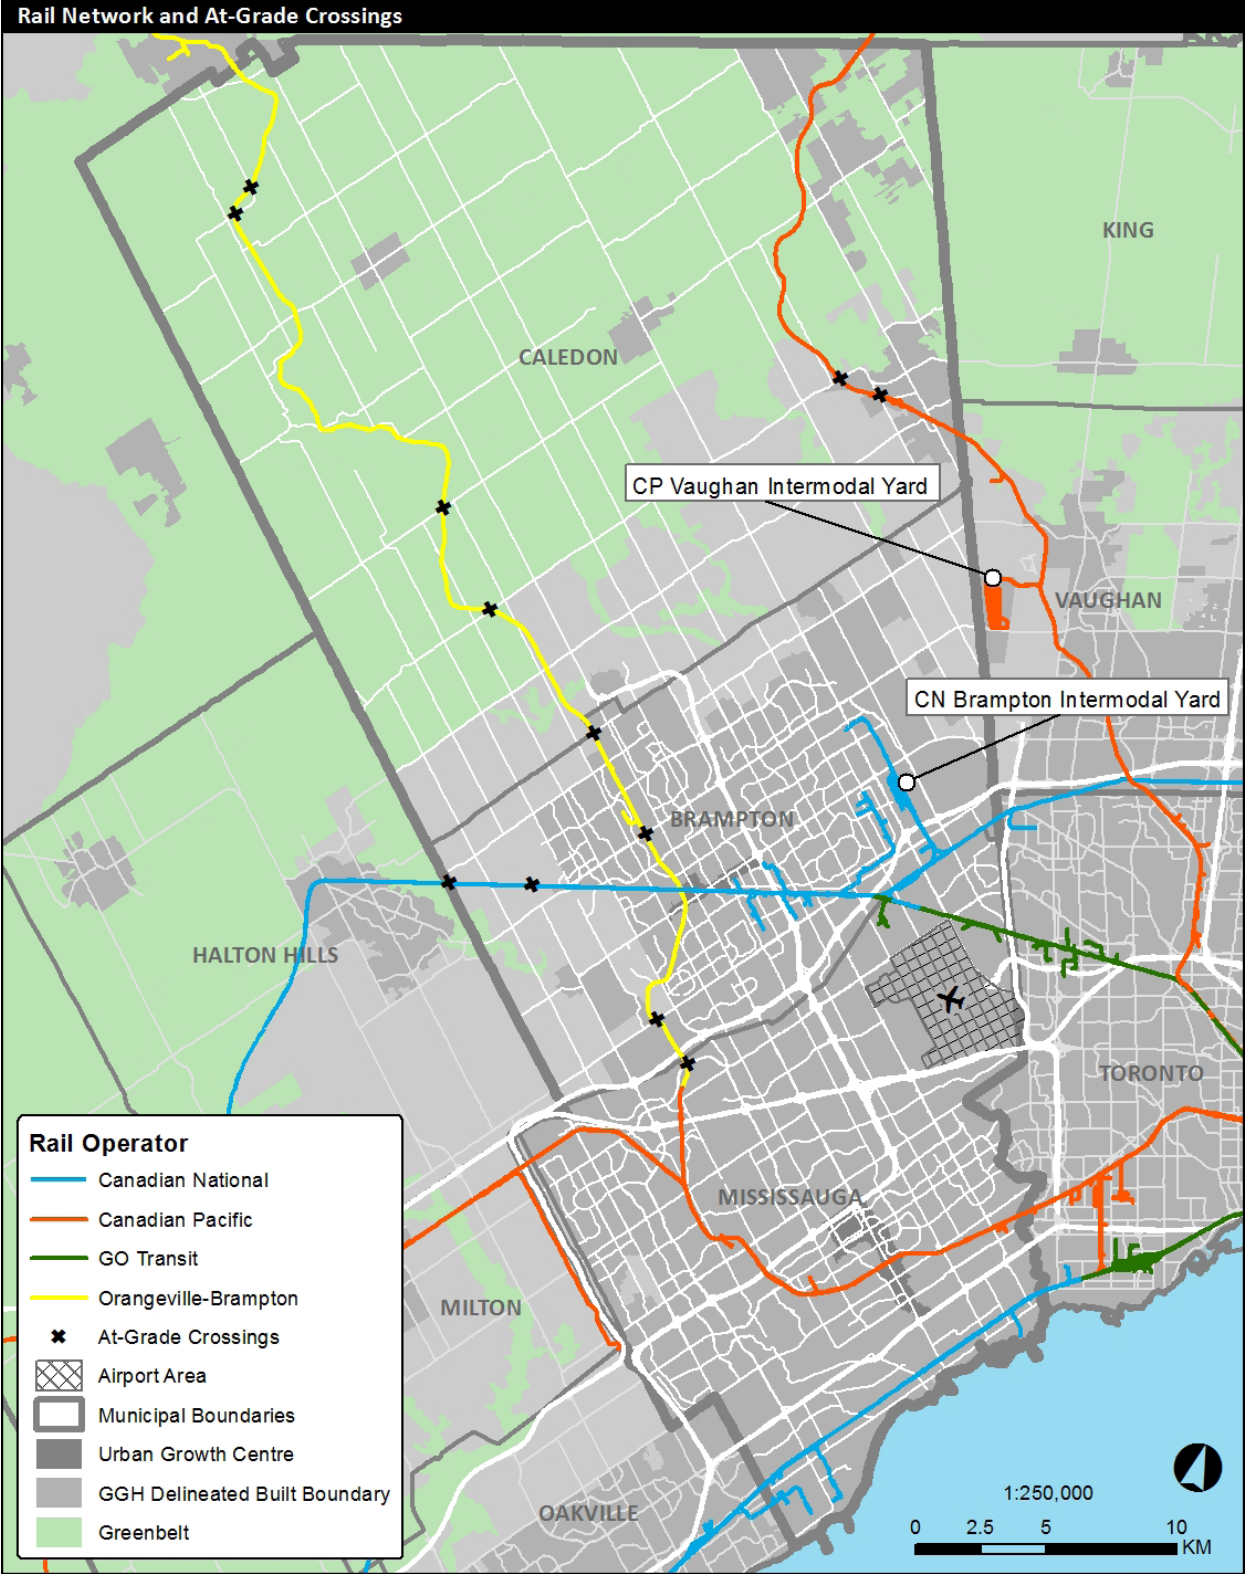 Rail Network and At-Grade Crossings
KING
CALEDON
CP Vaughan Intermodal Yard
VAUGHAN
CN Brampton Intermodal Yard
BRAMPTON
HALTON HILLS
TORONTO
MISSISSAUGA
MILTON
OAKVILLE
Rail Operator
Canadian National
Canadian Pacific
GO Transit
Orangeville-Brampton
At-Grade Crossings
Airport Area
Municipal Boundaries
Urban Growth Centre
GGH Delineated Built Boundary
Greenbelt
1:250,000
0 2.5 5 10
KM